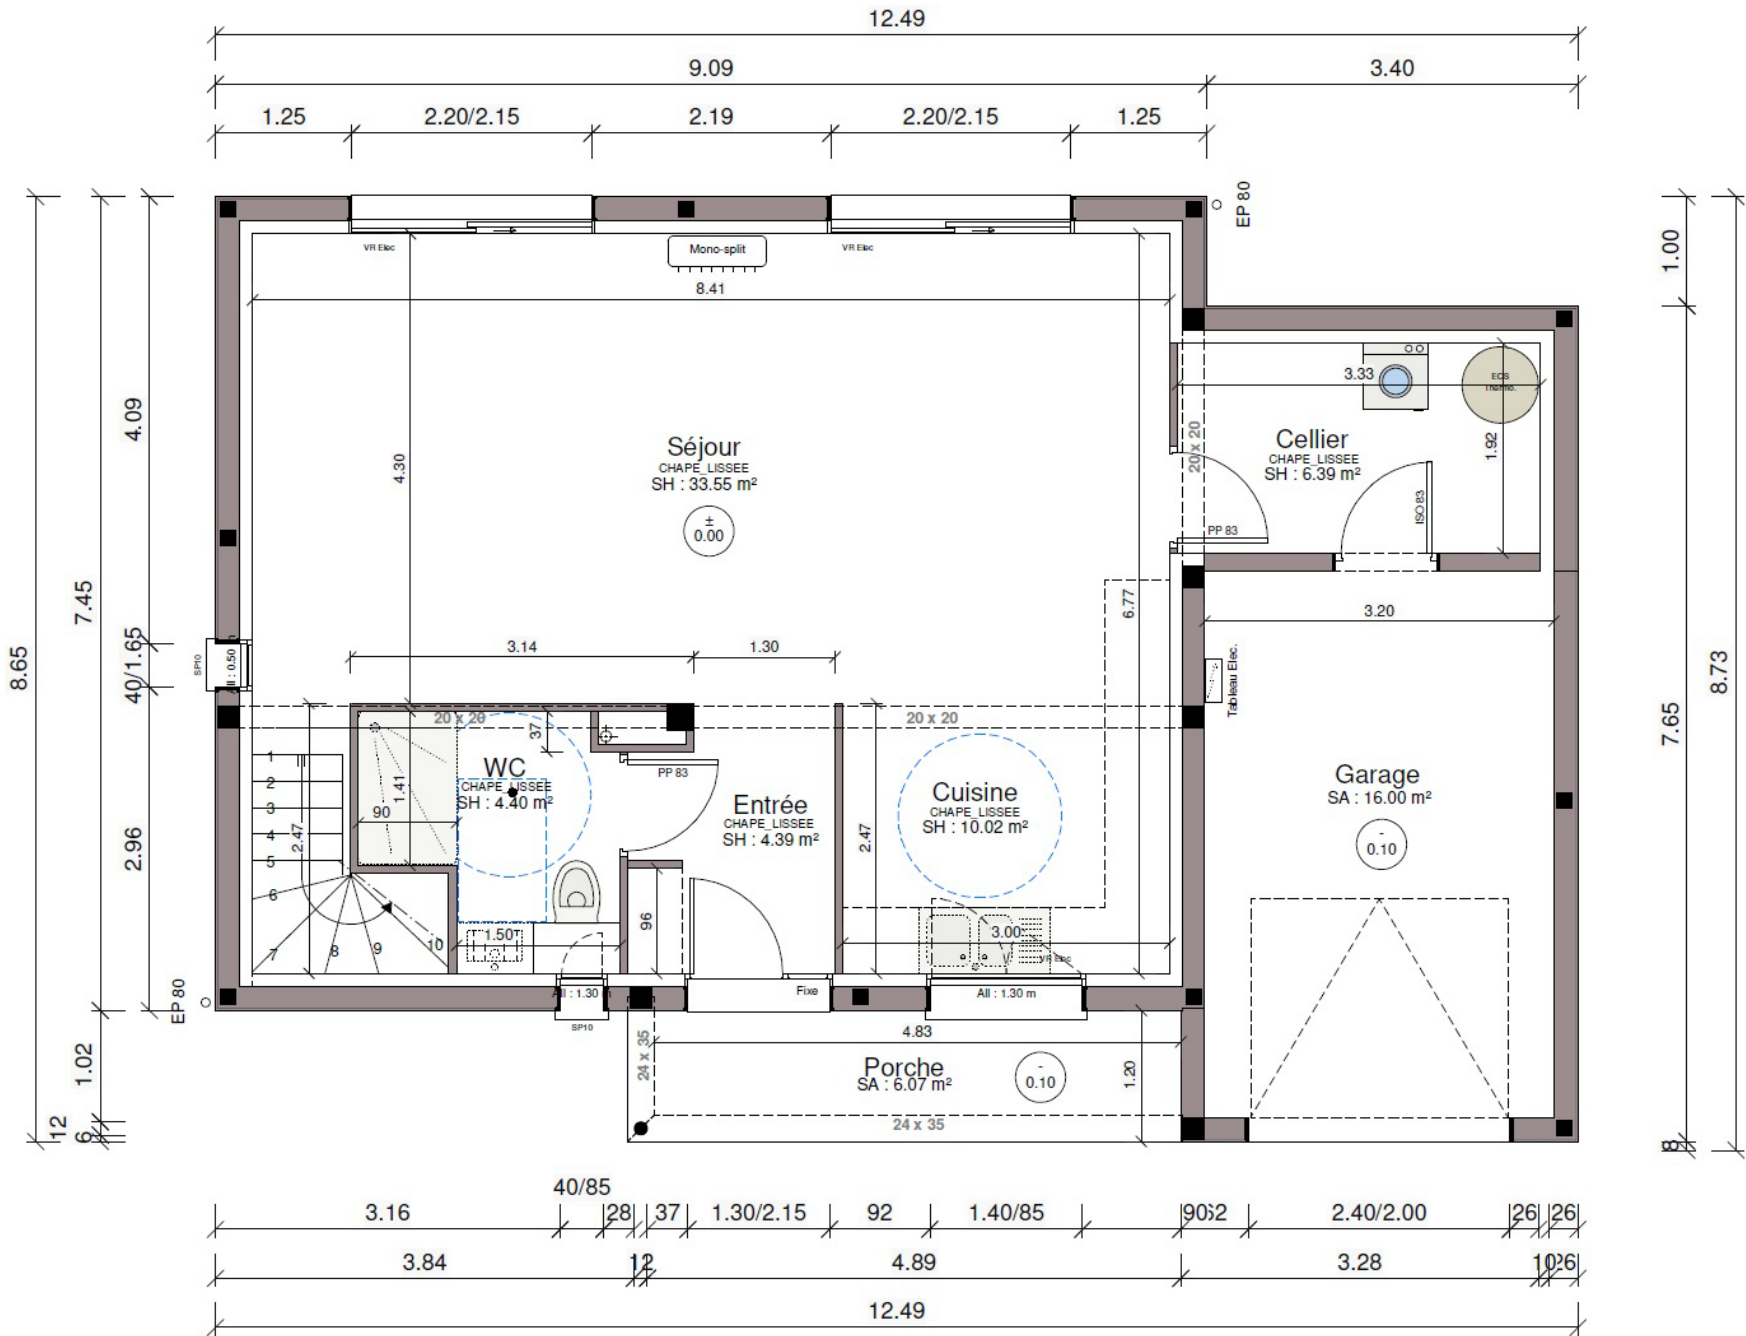 12.49
9.09
3.40
1.25
2.20/2.15
2.19
2.20/2.15
1.25
EP 80
VR Elec
Mono-split
VR Elec
8.41
1.00
8.65
7.45
4.09
40/1.65
2.96
1.02
12
6
8.73
7.65
8
3.33
ECS
Thermo.
Cellier
CHAPE_LISSEE
SH : 6.39 m²
1.92
20 x 20
ISO 83
PP 83
4.30
Séjour
CHAPE_LISSEE
SH : 33.55 m²
±
0.00
6.77
3.20
Tableau Elec.
SP10
All : 0.50
3.14
1.30
20 x 20
20 x 20
37
PP 83
WC
CHAPE_LISSEE
SH : 4.40 m²
1.41
90
2.47
1
2
3
4
5
6
7
8
9
10
1.50
Entrée
CHAPE_LISSEE
SH : 4.39 m²
96
2.47
Cuisine
CHAPE_LISSEE
SH : 10.02 m²
3.00
VR Elec
Garage
SA : 16.00 m²
-
0.10
EP 80
All : 1.30 m
SP10
Fixe
All : 1.30 m
24 x 35
4.83
Porche
SA : 6.07 m²
-
0.10
1.20
24 x 35
40/85
3.16
28
37
1.30/2.15
92
1.40/85
90
2.40/2.00
26
26
3.84
12
4.89
3.28
10
26
12.49